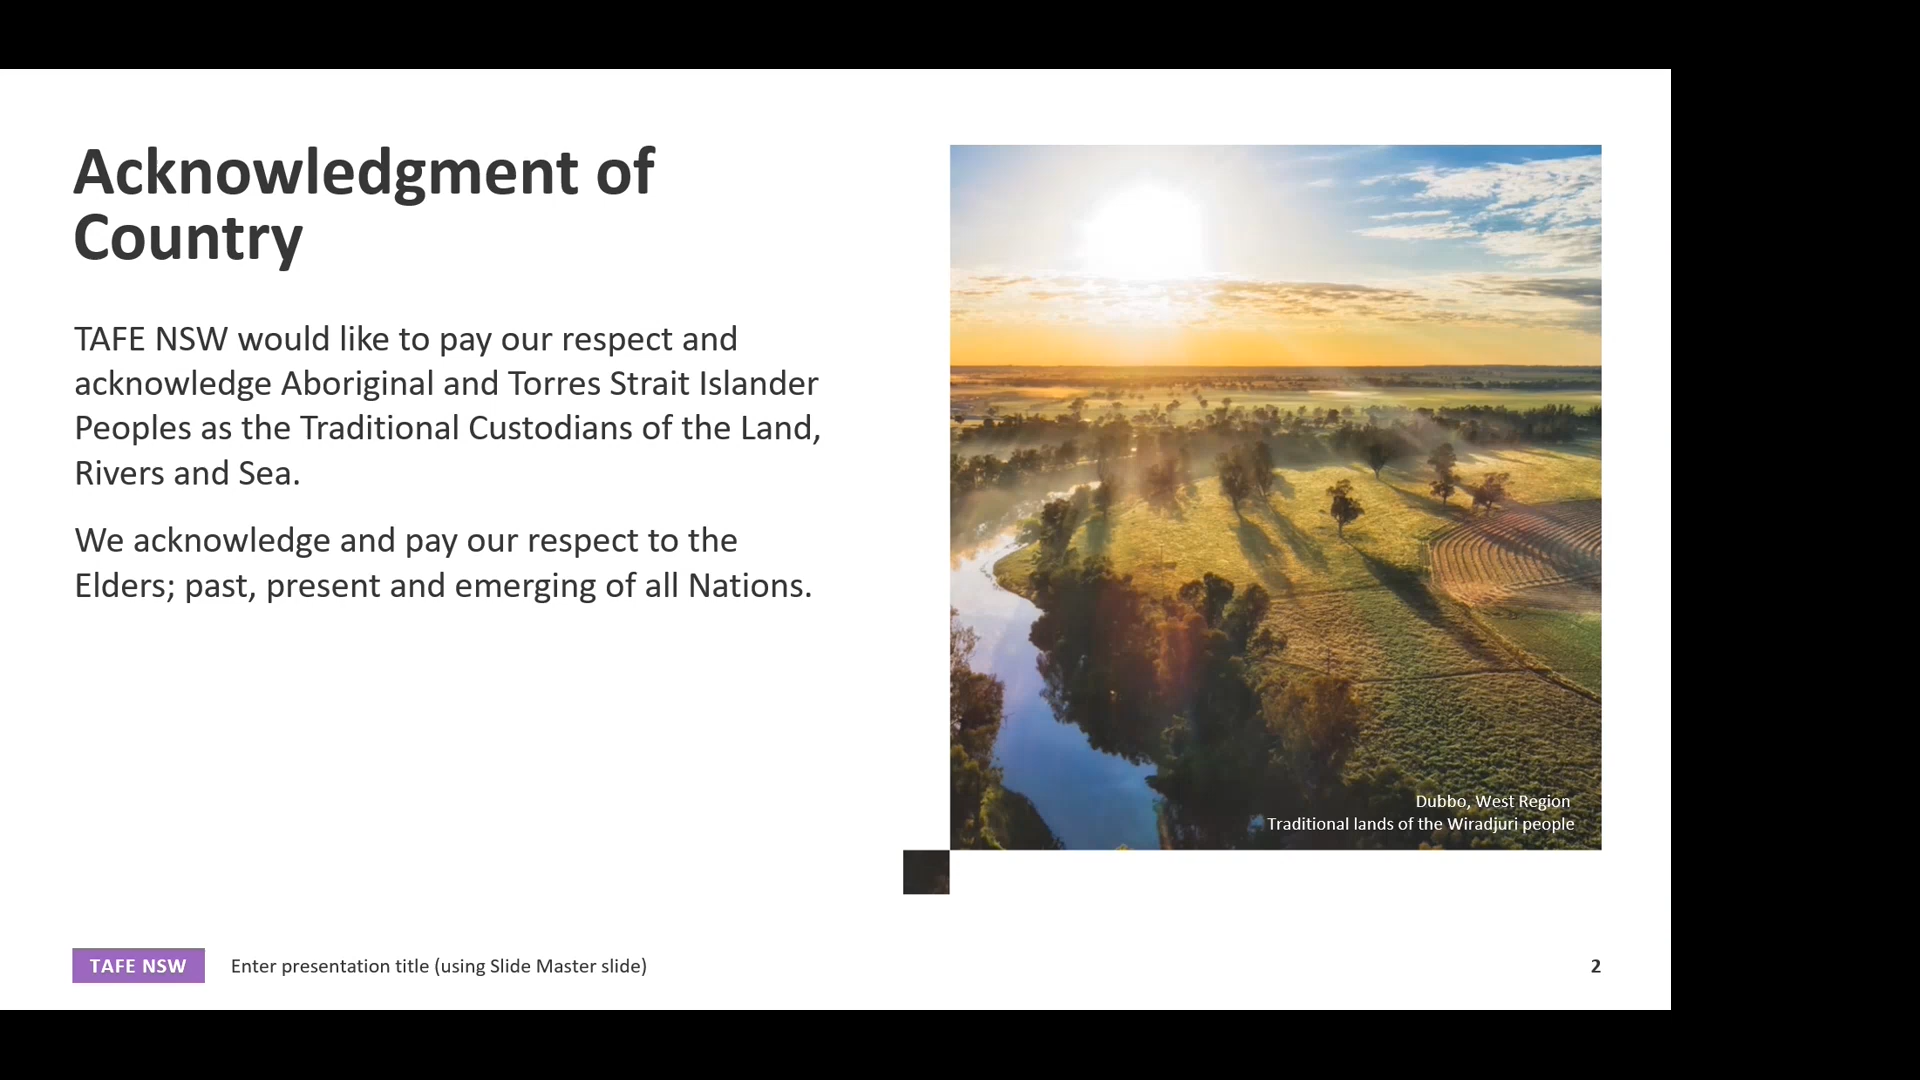 Acknowledgment of
Country
TAFE NSW would like to pay our respect and
acknowledge Aboriginal and Torres Strait Islander
Peoples as the Traditional Custodians of the Land,
Rivers and Sea.
We acknowledge and pay our respect to the
Elders; past, present and emerging of all Nations.
Dubbo, West Region
Traditional lands of the Wiradjuri people
TAFE NSW
Enter presentation title (using Slide Master slide)
2